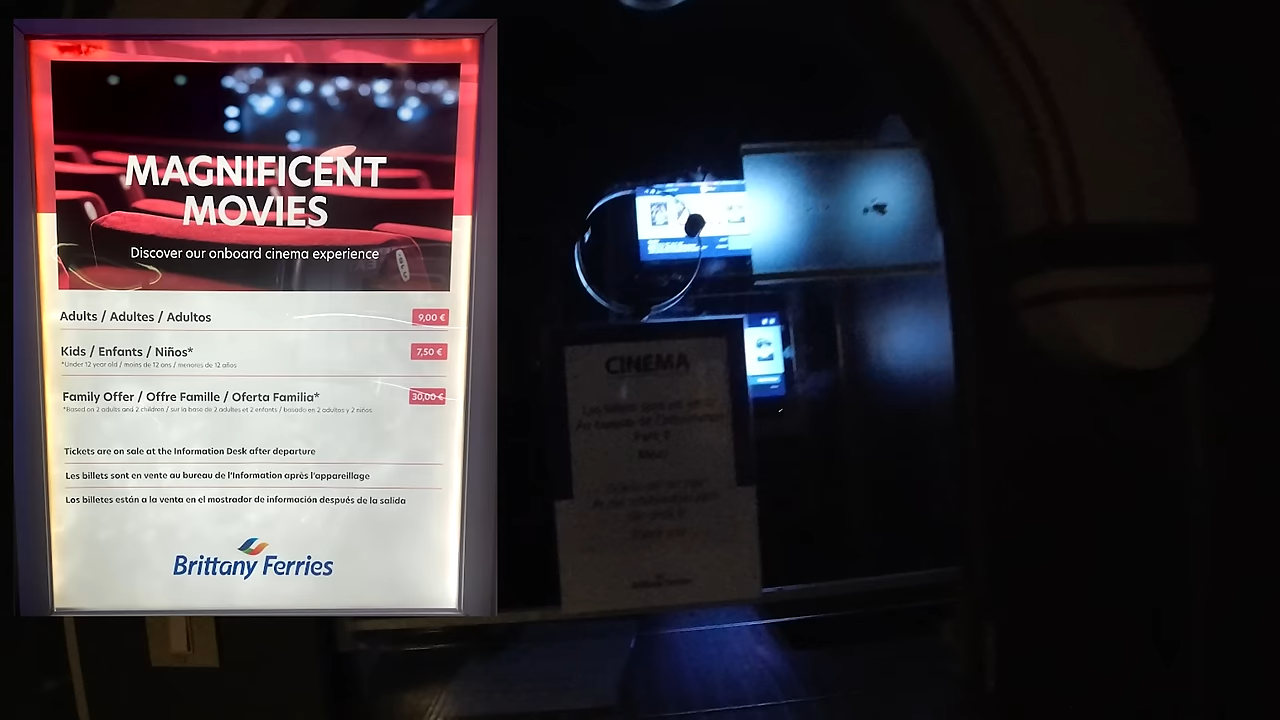 MAGNIFICENT
MOVIES
Discover our onboard cinema experience
Adults / Adultes / Adultos
9,00 €
Kids / Enfants / Niños*
7,50 €
*Under 12 year old / moins de 12 ans / menores de 12 años
Family Offer / Offre Famille / Oferta Familia*
30,00 €
*Based on 2 adults and 2 children / sur la base de 2 adultes et 2 enfants / basado en 2 adultos y 2 niños
Tickets are on sale at the Information Desk after departure
Les billets sont en vente au bureau de l'Information après l'appareillage
Los billetes están a la venta en el mostrador de información después de la salida
Brittany Ferries
CINEMA
Les billets sont en vente